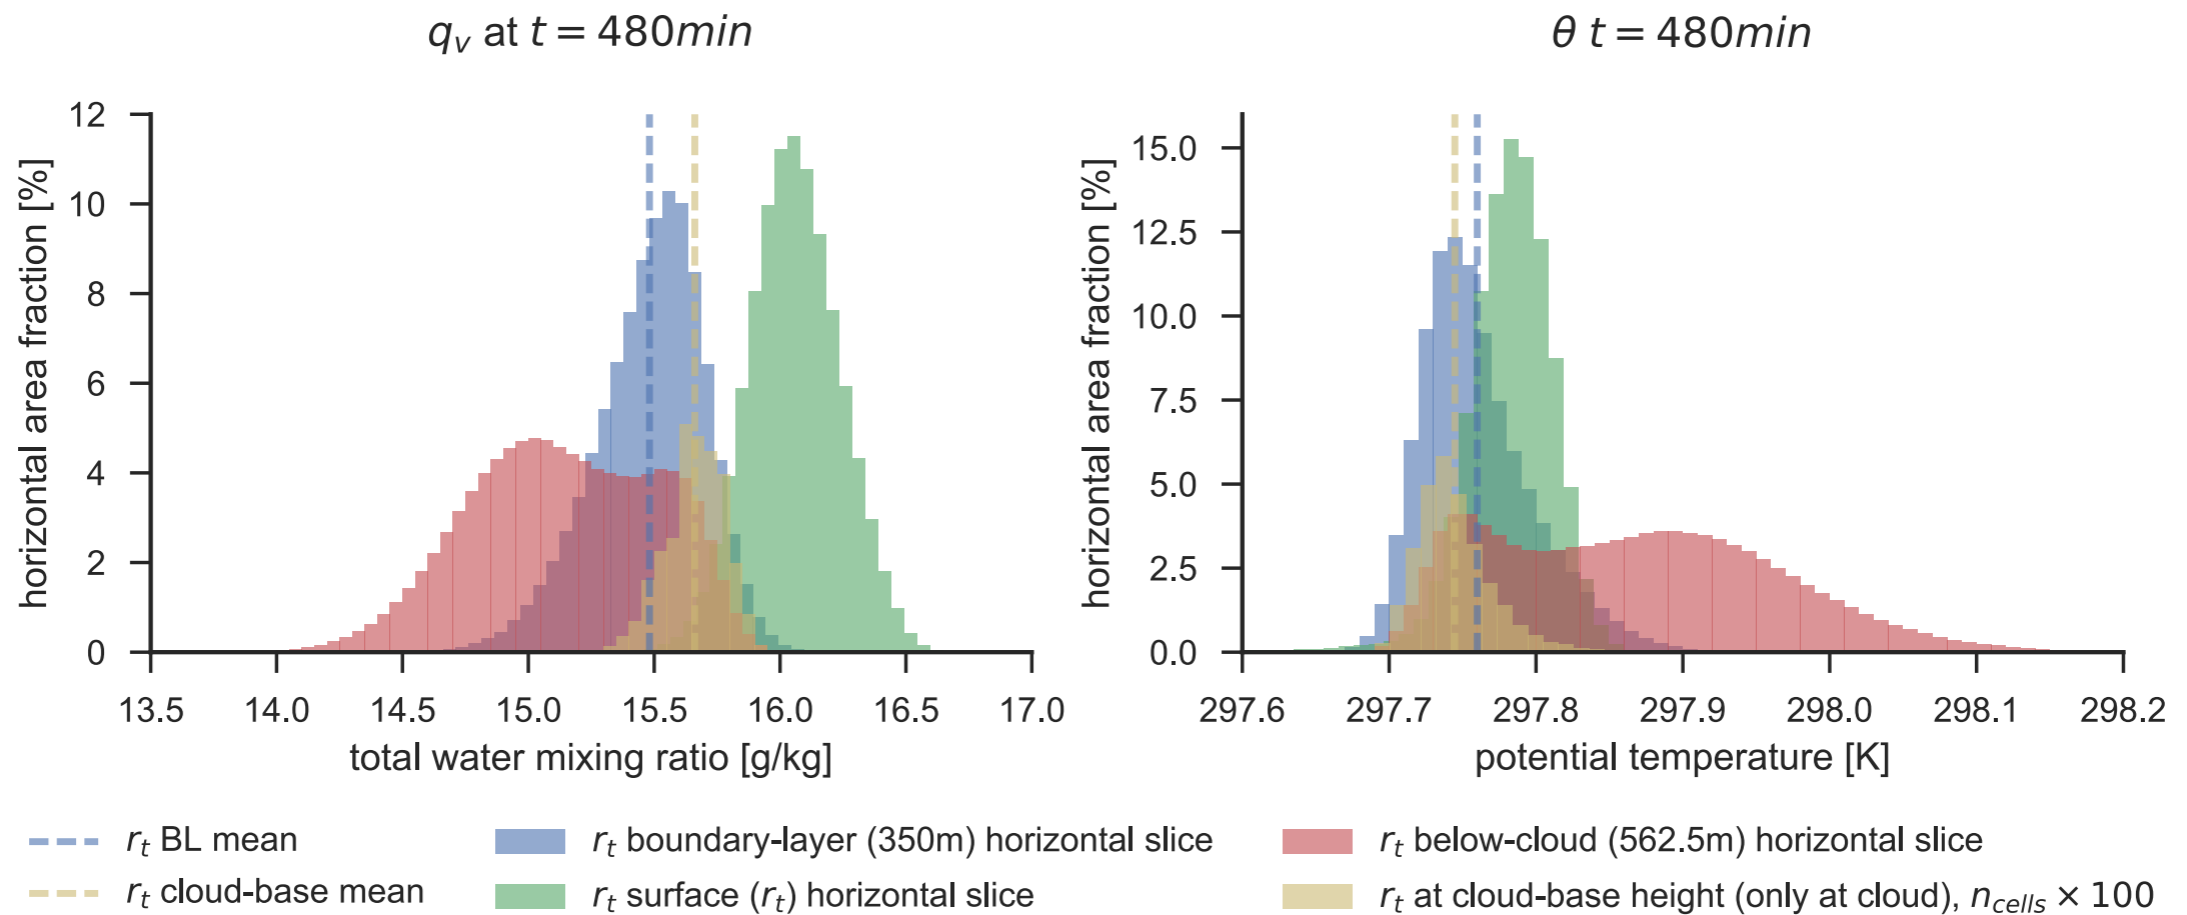 q_v at t = 480min
θ t = 480min
horizontal area fraction [%]
12
10
8
6
4
2
0
13.5 14.0 14.5 15.0 15.5 16.0 16.5 17.0
total water mixing ratio [g/kg]
horizontal area fraction [%]
15.0
12.5
10.0
7.5
5.0
2.5
0.0
297.6 297.7 297.8 297.9 298.0 298.1 298.2
potential temperature [K]
r_t BL mean
r_t cloud-base mean
r_t boundary-layer (350m) horizontal slice
r_t surface (r_t) horizontal slice
r_t below-cloud (562.5m) horizontal slice
r_t at cloud-base height (only at cloud), n_cells × 100